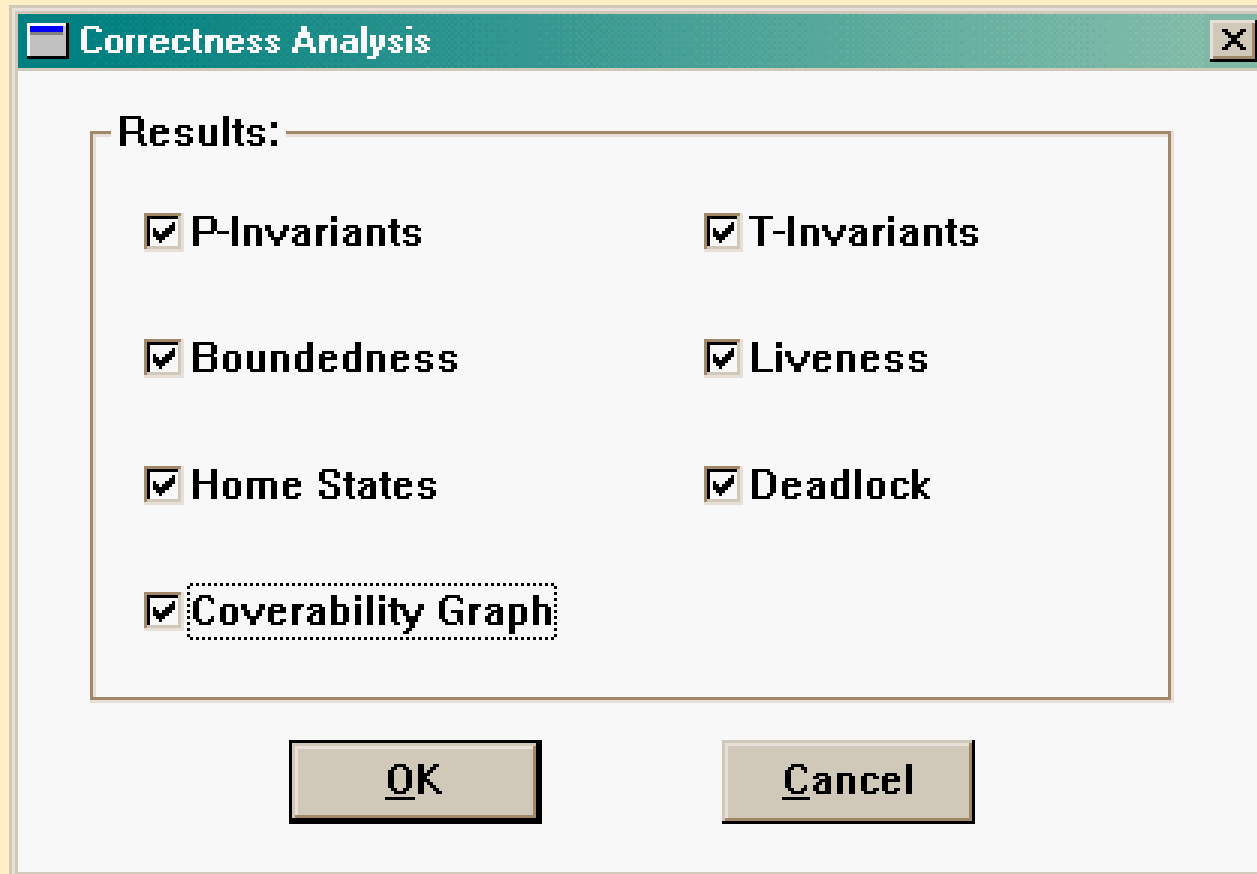 Correctness Analysis
Results:
P-Invariants
T-Invariants
Boundedness
Liveness
Home States
Deadlock
Coverability Graph
OK
Cancel